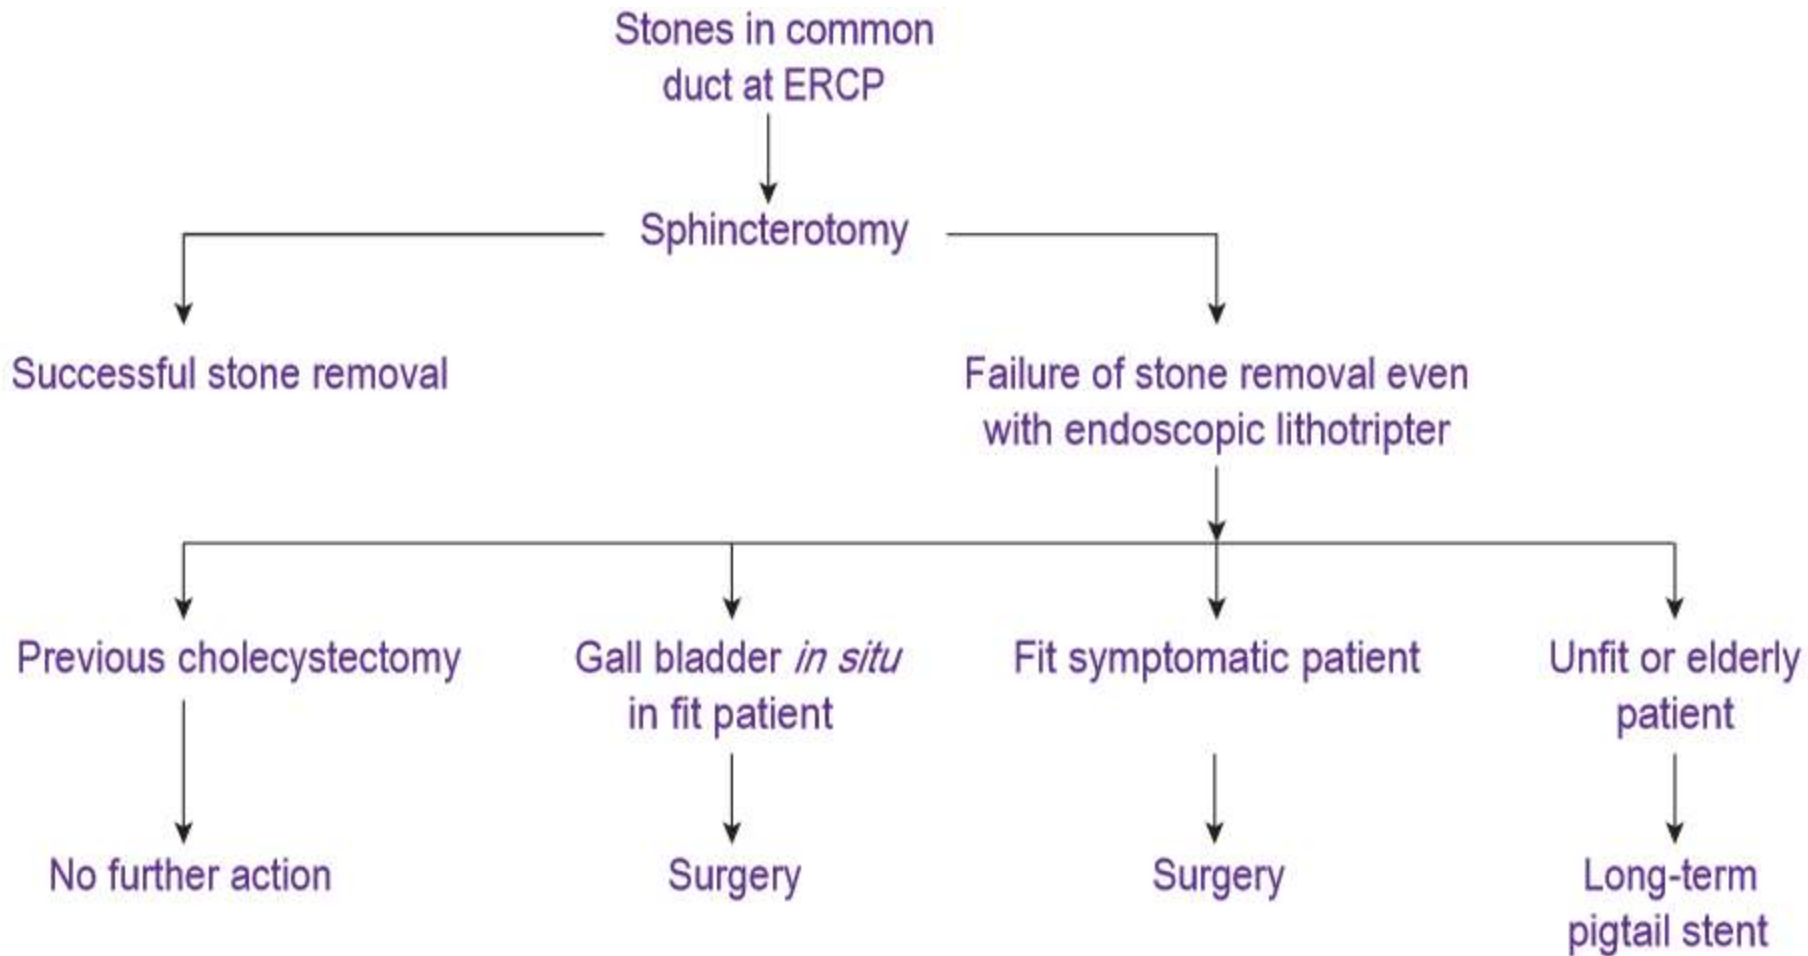 Stones in common
duct at ERCP
Sphincterotomy
Successful stone removal
Failure of stone removal even
with endoscopic lithotripter
Previous cholecystectomy
Gall bladder in situ
in fit patient
Fit symptomatic patient
Unfit or elderly
patient
No further action
Surgery
Surgery
Long-term
pigtail stent